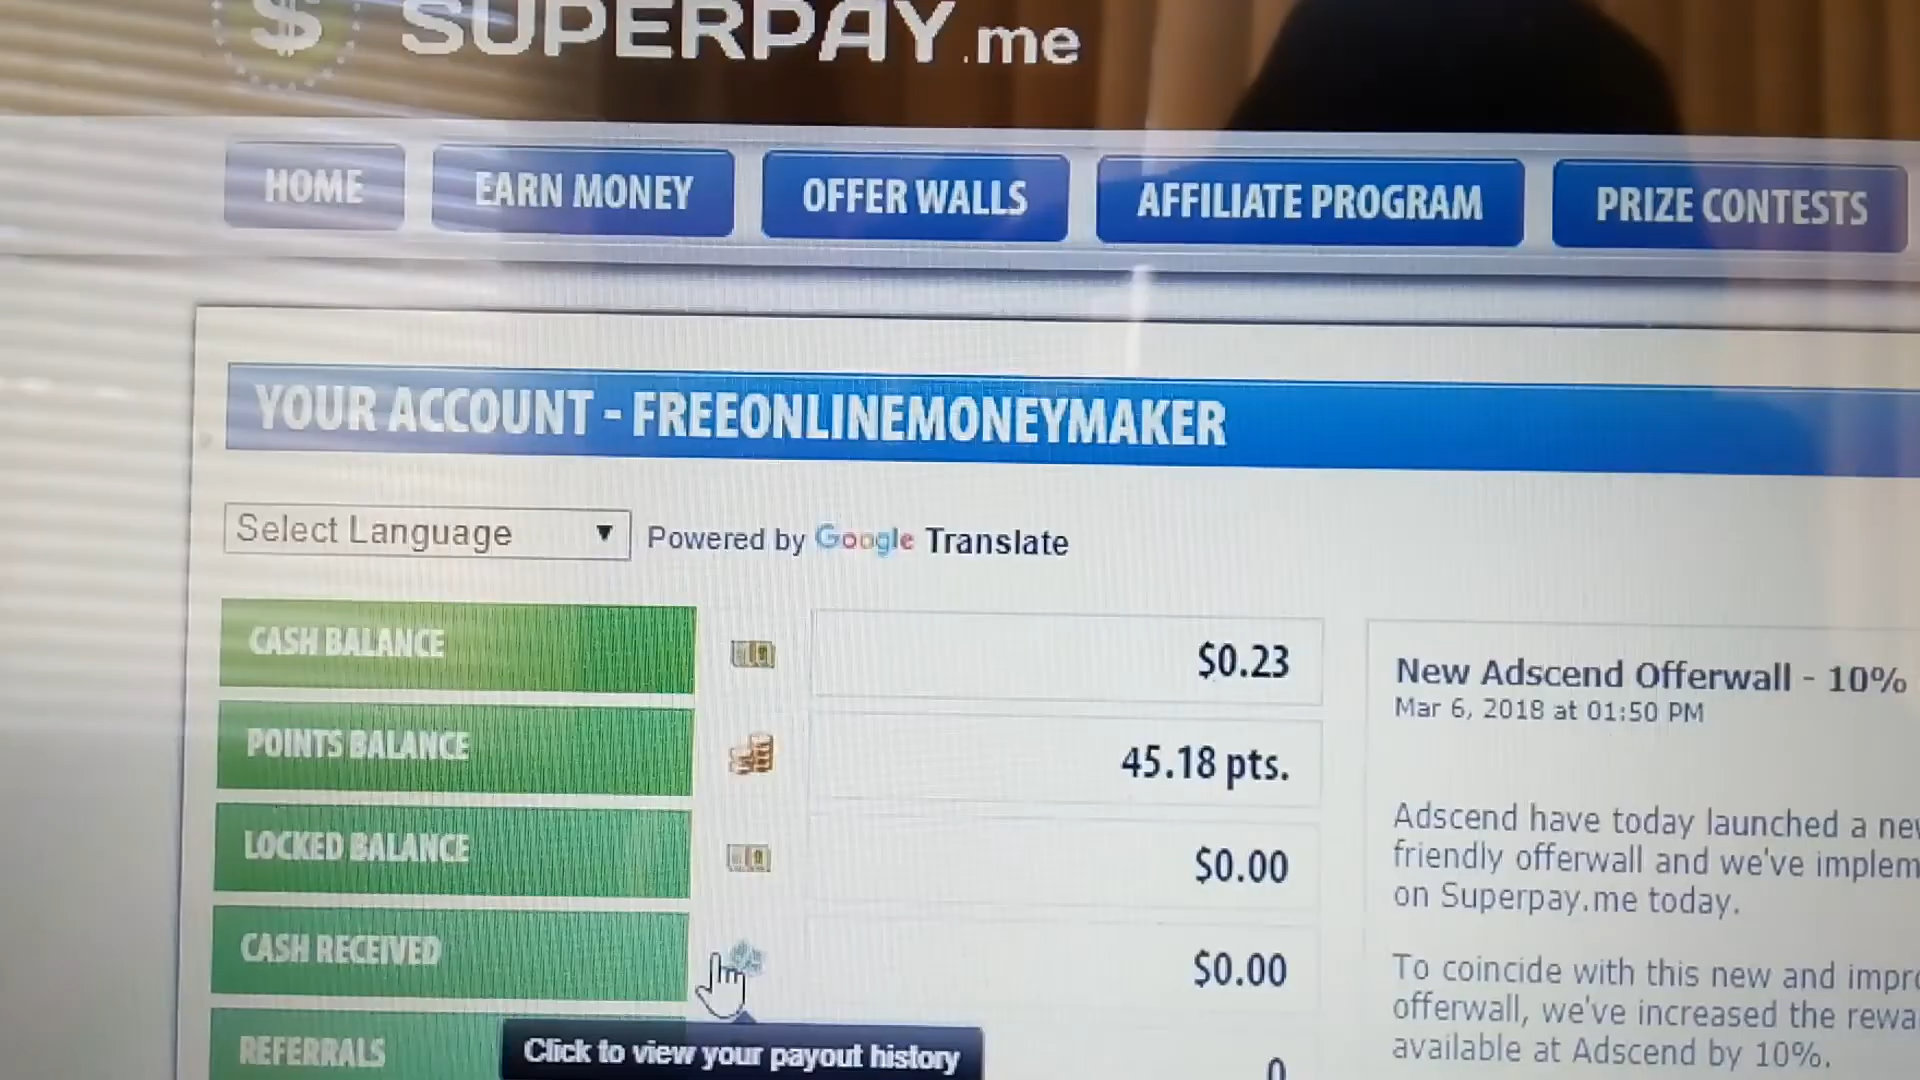 $ SUPERPAY.me
HOME EARN MONEY OFFER WALLS AFFILIATE PROGRAM PRIZE CONTESTS
YOUR ACCOUNT - FREEONLINEMONEYMAKER
Select Language ▼ Powered by Google Translate
CASH BALANCE $0.23
POINTS BALANCE 45.18 pts.
LOCKED BALANCE $0.00
CASH RECEIVED $0.00
REFERRALS 0
Click to view your payout history
New Adscend Offerwall - 10%
Mar 6, 2018 at 01:50 PM
Adscend have today launched a new
friendly offerwall and we've implem
on Superpay.me today.
To coincide with this new and impro
offerwall, we've increased the rewa
available at Adscend by 10%.